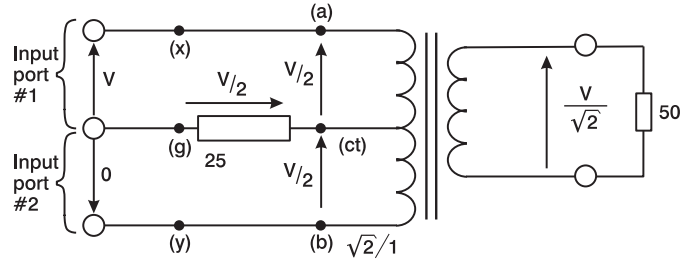 (a)
(x)
Input
port
#1
V
V/2
V/2
V
√2
50
(g)
25
(ct)
Input
port
#2
0
V/2
(y)
(b)
√2/1